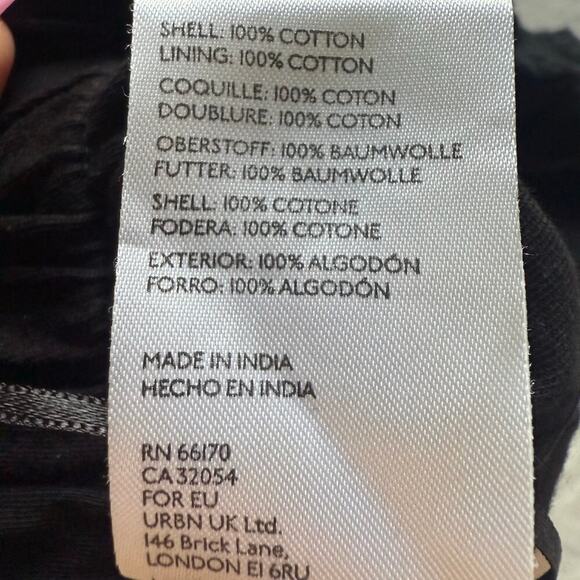 SHELL: 100% COTTON
LINING: 100% COTTON
COQUILLE: 100% COTON
DOUBLURE: 100% COTON
OBERSTOFF: 100% BAUMWOLLE
FUTTER: 100% BAUMWOLLE
SHELL: 100% COTONE
FODERA: 100% COTONE
EXTERIOR: 100% ALGODÓN
FORRO: 100% ALGODÓN
MADE IN INDIA
HECHO EN INDIA
RN 66170
CA 32054
FOR EU
URBN UK Ltd.
146 Brick Lane,
LONDON E1 6RU